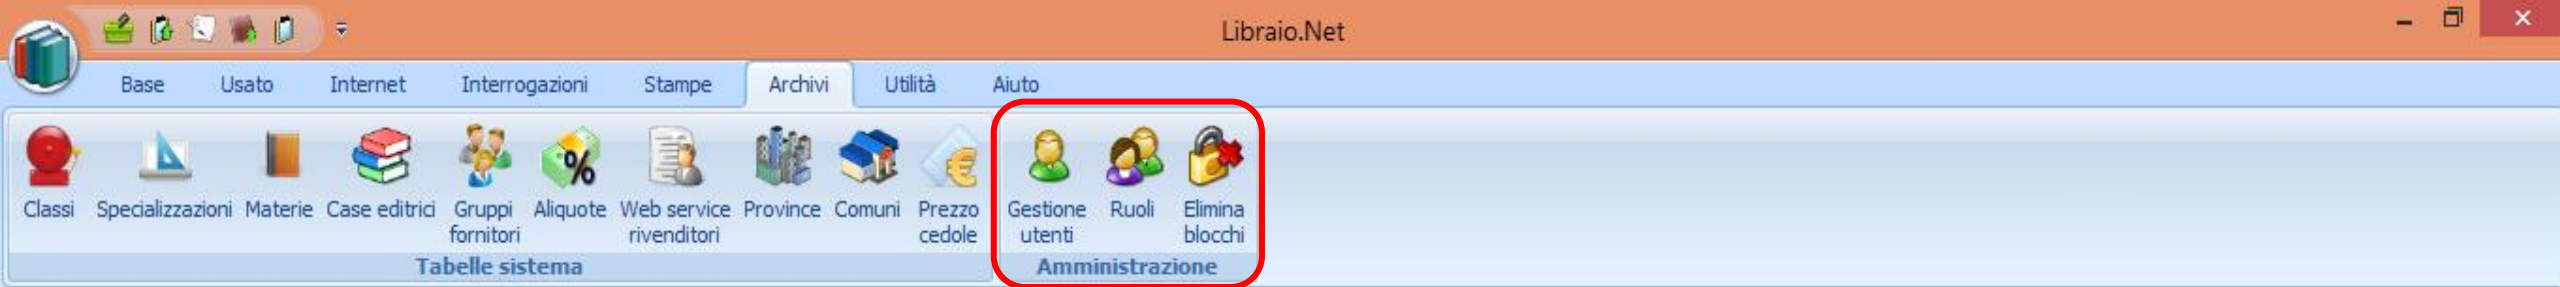 Libraio.Net
Base Usato Internet Interrogazioni Stampe Archivi Utilità Aiuto
Classi Specializzazioni Materie Case editrici Gruppi fornitori Aliquote Web service rivenditori Province Comuni Prezzo cedole Gestione utenti Ruoli Elimina blocchi
Tabelle sistema Amministrazione